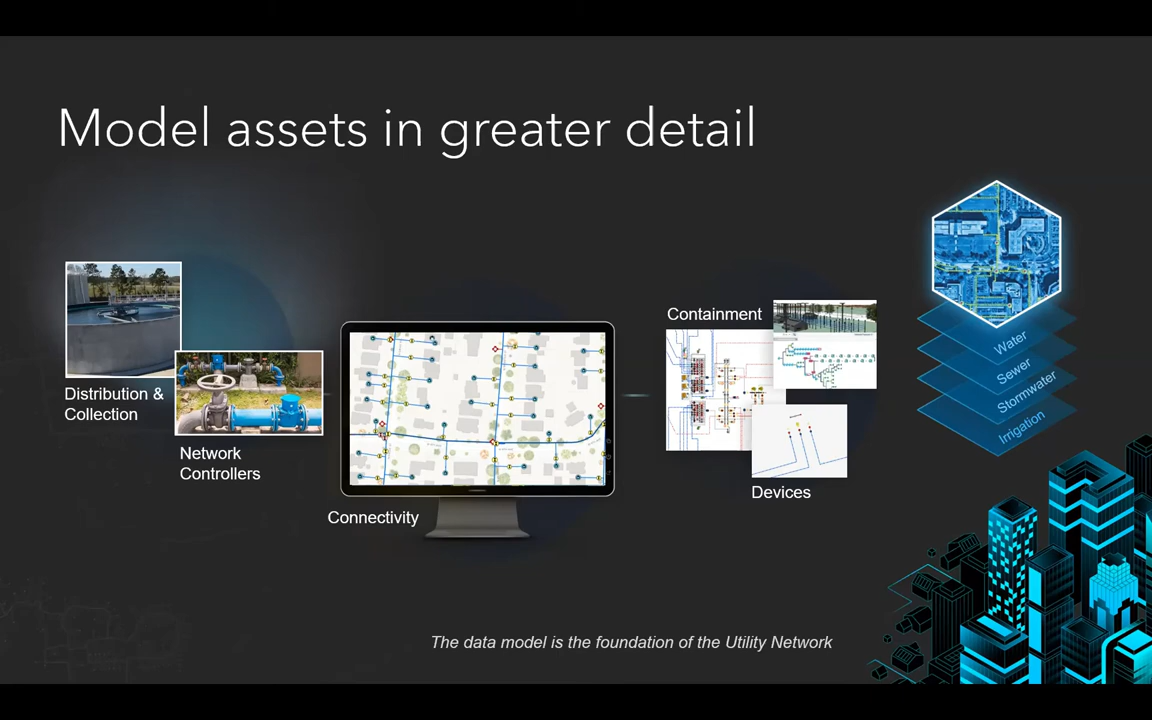 Model assets in greater detail
Distribution &
Collection
Network
Controllers
Connectivity
Containment
Devices
Water
Sewer
Stormwater
Irrigation
The data model is the foundation of the Utility Network